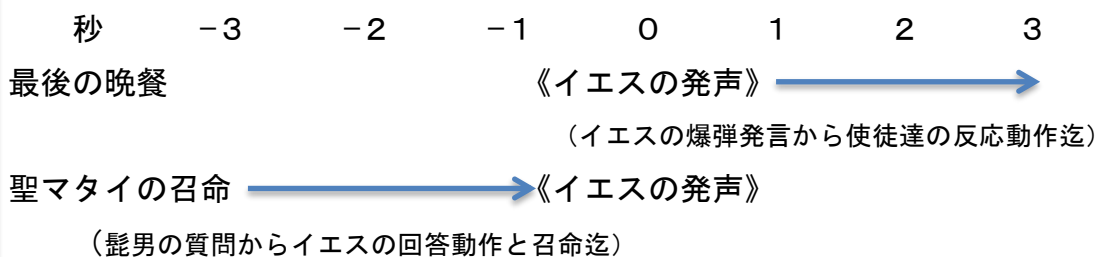 秒 －３ －２ －１ ０ １ ２ ３
最後の晩餐 《イエスの発声》
（イエスの爆弾発言から使徒達の反応動作迄）
聖マタイの召命 《イエスの発声》
（髭男の質問からイエスの回答動作と召命迄）